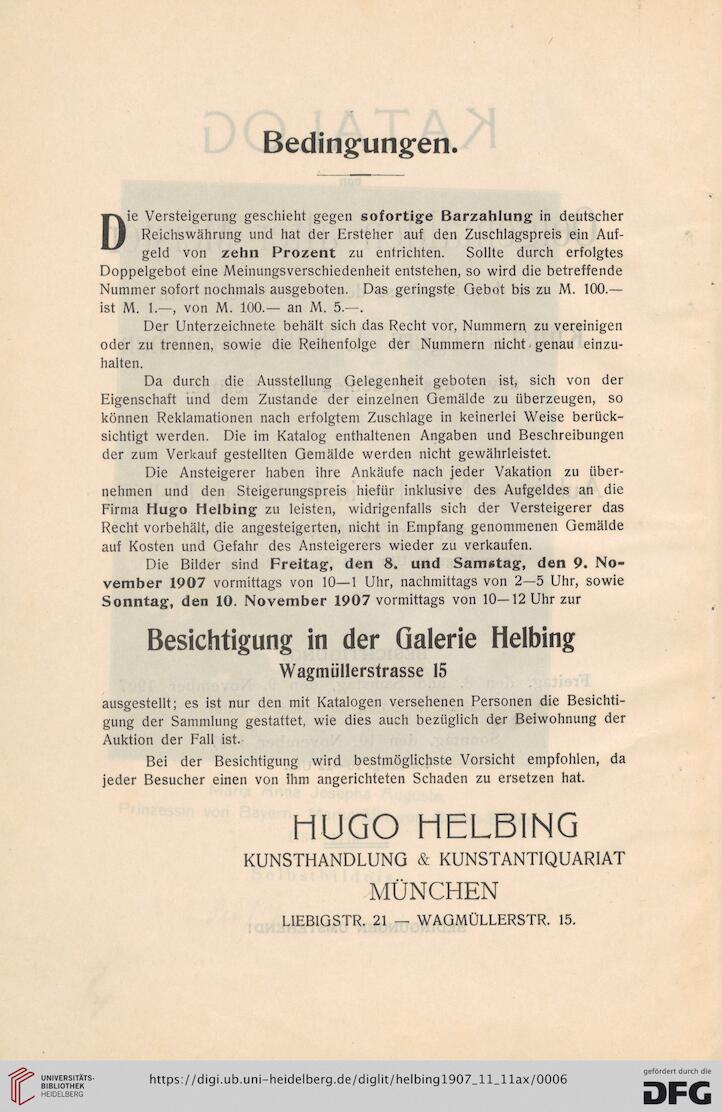 Bedingungen.
Die Versteigerung geschieht gegen sofortige Barzahlung in deutscher
Reichswährung und hat der Ersteher auf den Zuschlagspreis ein Auf-
geld von zehn Prozent zu entrichten. Sollte durch erfolgtes
Doppelgebot eine Meinungsverschiedenheit entstehen, so wird die betreffende
Nummer sofort nochmals ausgeboten. Das geringste Gebot bis zu M. 100.—
ist M. 1.—, von M. 100.— an M. 5.—.
Der Unterzeichnete behält sich das Recht vor, Nummern zu vereinigen
oder zu trennen, sowie die Reihenfolge der Nummern nicht genau einzu-
halten.
Da durch die Ausstellung Gelegenheit geboten ist, sich von der
Eigenschaft und dem Zustande der einzelnen Gemälde zu überzeugen, so
können Reklamationen nach erfolgtem Zuschlage in keinerlei Weise berück-
sichtigt werden. Die im Katalog enthaltenen Angaben und Beschreibungen
der zum Verkauf gestellten Gemälde werden nicht gewährleistet.
Die Ansteigerer haben ihre Ankäufe nach jeder Vakation zu über-
nehmen und den Steigerungspreis hiefür inklusive des Aufgeldes an die
Firma Hugo Helbing zu leisten, widrigenfalls sich der Versteigerer das
Recht vorbehält, die angesteigerten, nicht in Empfang genommenen Gemälde
auf Kosten und Gefahr des Ansteigerers wieder zu verkaufen.
Die Bilder sind Freitag, den 8. und Samstag, den 9. No-
vember 1907 vormittags von 10—1 Uhr, nachmittags von 2—5 Uhr, sowie
Sonntag, den 10. November 1907 vormittags von 10—12 Uhr zur
Besichtigung in der Galerie Helbing
Wagmüllerstrasse 15
ausgestellt; es ist nur den mit Katalogen versehenen Personen die Besichti-
gung der Sammlung gestattet, wie dies auch bezüglich der Beiwohnung der
Auktion der Fall ist.
Bei der Besichtigung wird bestmöglichste Vorsicht empfohlen, da
jeder Besucher einen von ihm angerichteten Schaden zu ersetzen hat.
HUGO HELBING
KUNSTHANDLUNG & KUNSTANTIQUARIAT
MÜNCHEN
LIEBIGSTR. 21 — WAGMÜLLERSTR. 15.
UNIVERSITÄTS-
BIBLIOTHEK
HEIDELBERG
https://digi.ub.uni-heidelberg.de/diglit/helbing1907_11_11ax/0006
gefördert durch die
DFG